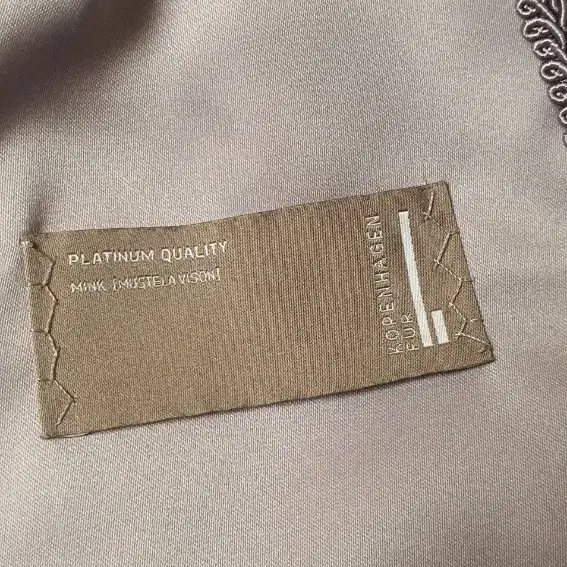 PLATINUM QUALITY
MINK [MUSTELA VISON]
KOPENHAGEN
FUR